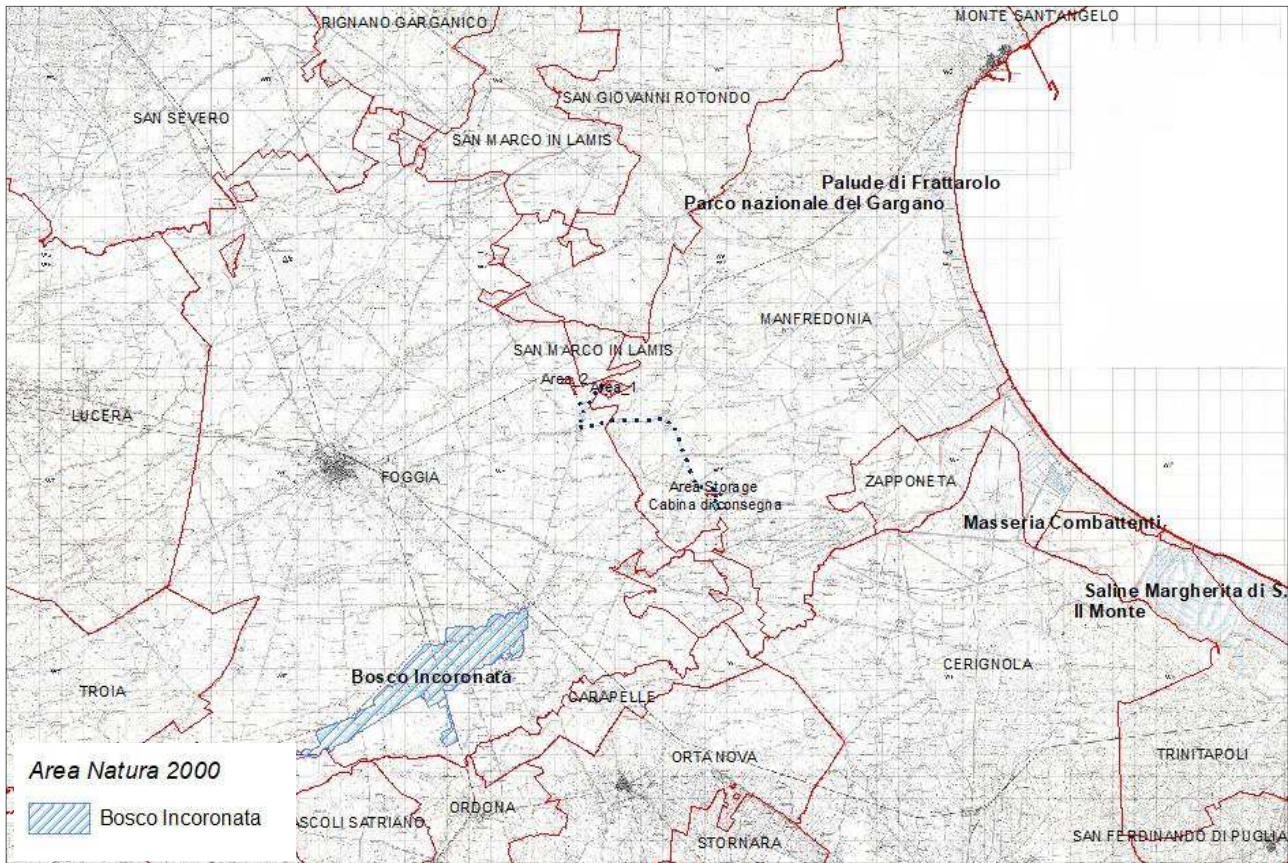 RIGNANO GARGANICO
MONTE SANT'ANGELO
SAN GIOVANNI ROTONDO
SAN SEVERO
SAN MARCO IN LAMIS
Palude di Frattarolo
Parco nazionale del Gargano
MANFREDONIA
SAN MARCO IN LAMIS
Area_2
Area_1
LUCERA
FOGGIA
Area Storage
Cabina di consegna
ZAPPONETA
Masseria Combattenti
Saline Margherita di S.
Il Monte
CERIGNOLA
Bosco Incoronata
TROIA
CARAPELLE
ORTA NOVA
TRINITAPOLI
Area Natura 2000
Bosco Incoronata
ASCOLI SATRIANO
ORDONA
STORNARA
SAN FERDINANDO DI PUGLIA